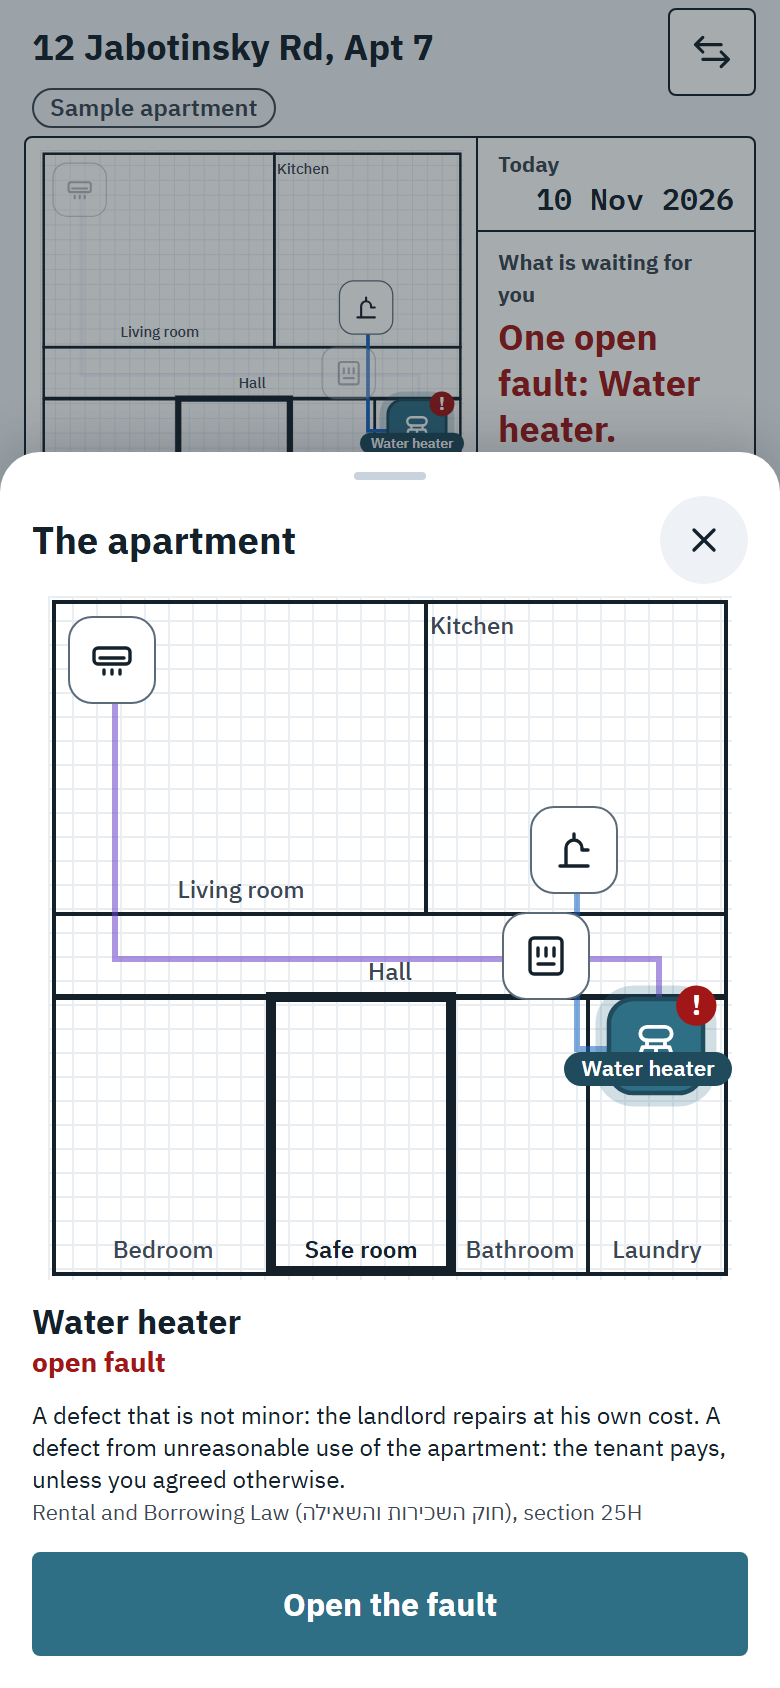 12 Jabotinsky Rd, Apt 7
Sample apartment
Kitchen
Living room
Hall
Water heater
!
Today
10 Nov 2026
What is waiting for
you
One open
fault: Water
heater.
The apartment
Kitchen
Living room
Hall
!
Water heater
Bedroom
Safe room
Bathroom
Laundry
Water heater
open fault
A defect that is not minor: the landlord repairs at his own cost. A
defect from unreasonable use of the apartment: the tenant pays,
unless you agreed otherwise.
Rental and Borrowing Law (חוק השכירות והשאילה), section 25H
Open the fault